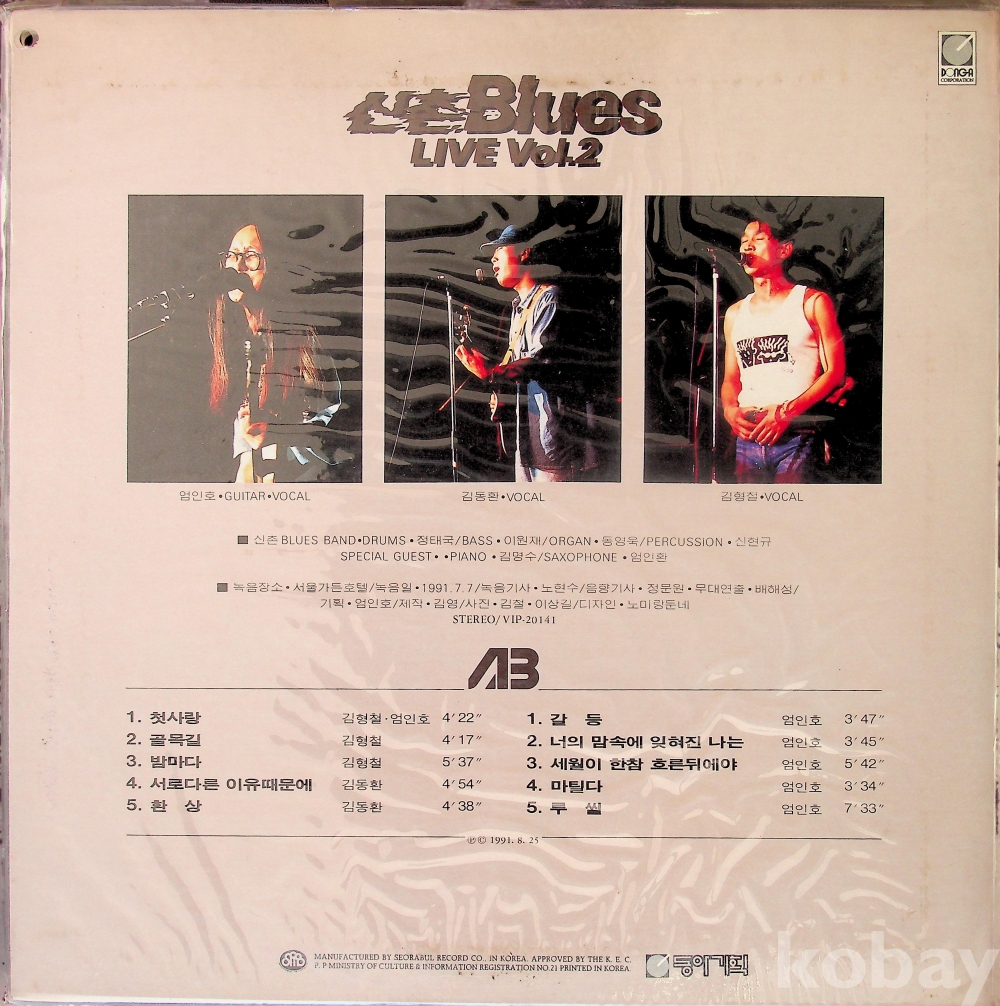 DONG-A
CORPORATION
신촌Blues
LIVE Vol.2
엄인호•GUITAR•VOCAL
김동환•VOCAL
김형철•VOCAL
■ 신촌 BLUES BAND•DRUMS•정태국/BASS•이원재/ORGAN•동영욱/PERCUSSION•신현규
SPECIAL GUEST••PIANO•김명수/SAXOPHONE•엄인환
■ 녹음장소•서울가든호텔/녹음일•1991.7.7/녹음기사•노현수/음향기사•정문원•무대연출•배해성/
기획•엄인호/제작•김영/사진•김철•이상길/디자인•노미랑둔네
STEREO/VIP-20141
AB
1. 첫사랑 김형철·엄인호 4′22″
2. 골목길 김형철 4′17″
3. 밤마다 김형철 5′37″
4. 서로다른 이유때문에 김동환 4′54″
5. 환 상 김동환 4′38″
1. 갈 등 엄인호 3′47″
2. 너의 맘속에 잊혀진 나는 엄인호 3′45″
3. 세월이 한참 흐른뒤에야 엄인호 5′42″
4. 마틸다 엄인호 3′34″
5. 루 씰 엄인호 7′33″
℗© 1991. 8. 25
SRB MANUFACTURED BY SEORABUL RECORD CO., IN KOREA. APPROVED BY THE K. E. C.
P. P MINISTRY OF CULTURE & INFORMATION REGISTRATION NO.21 PRINTED IN KOREA.
동아기획
kobay